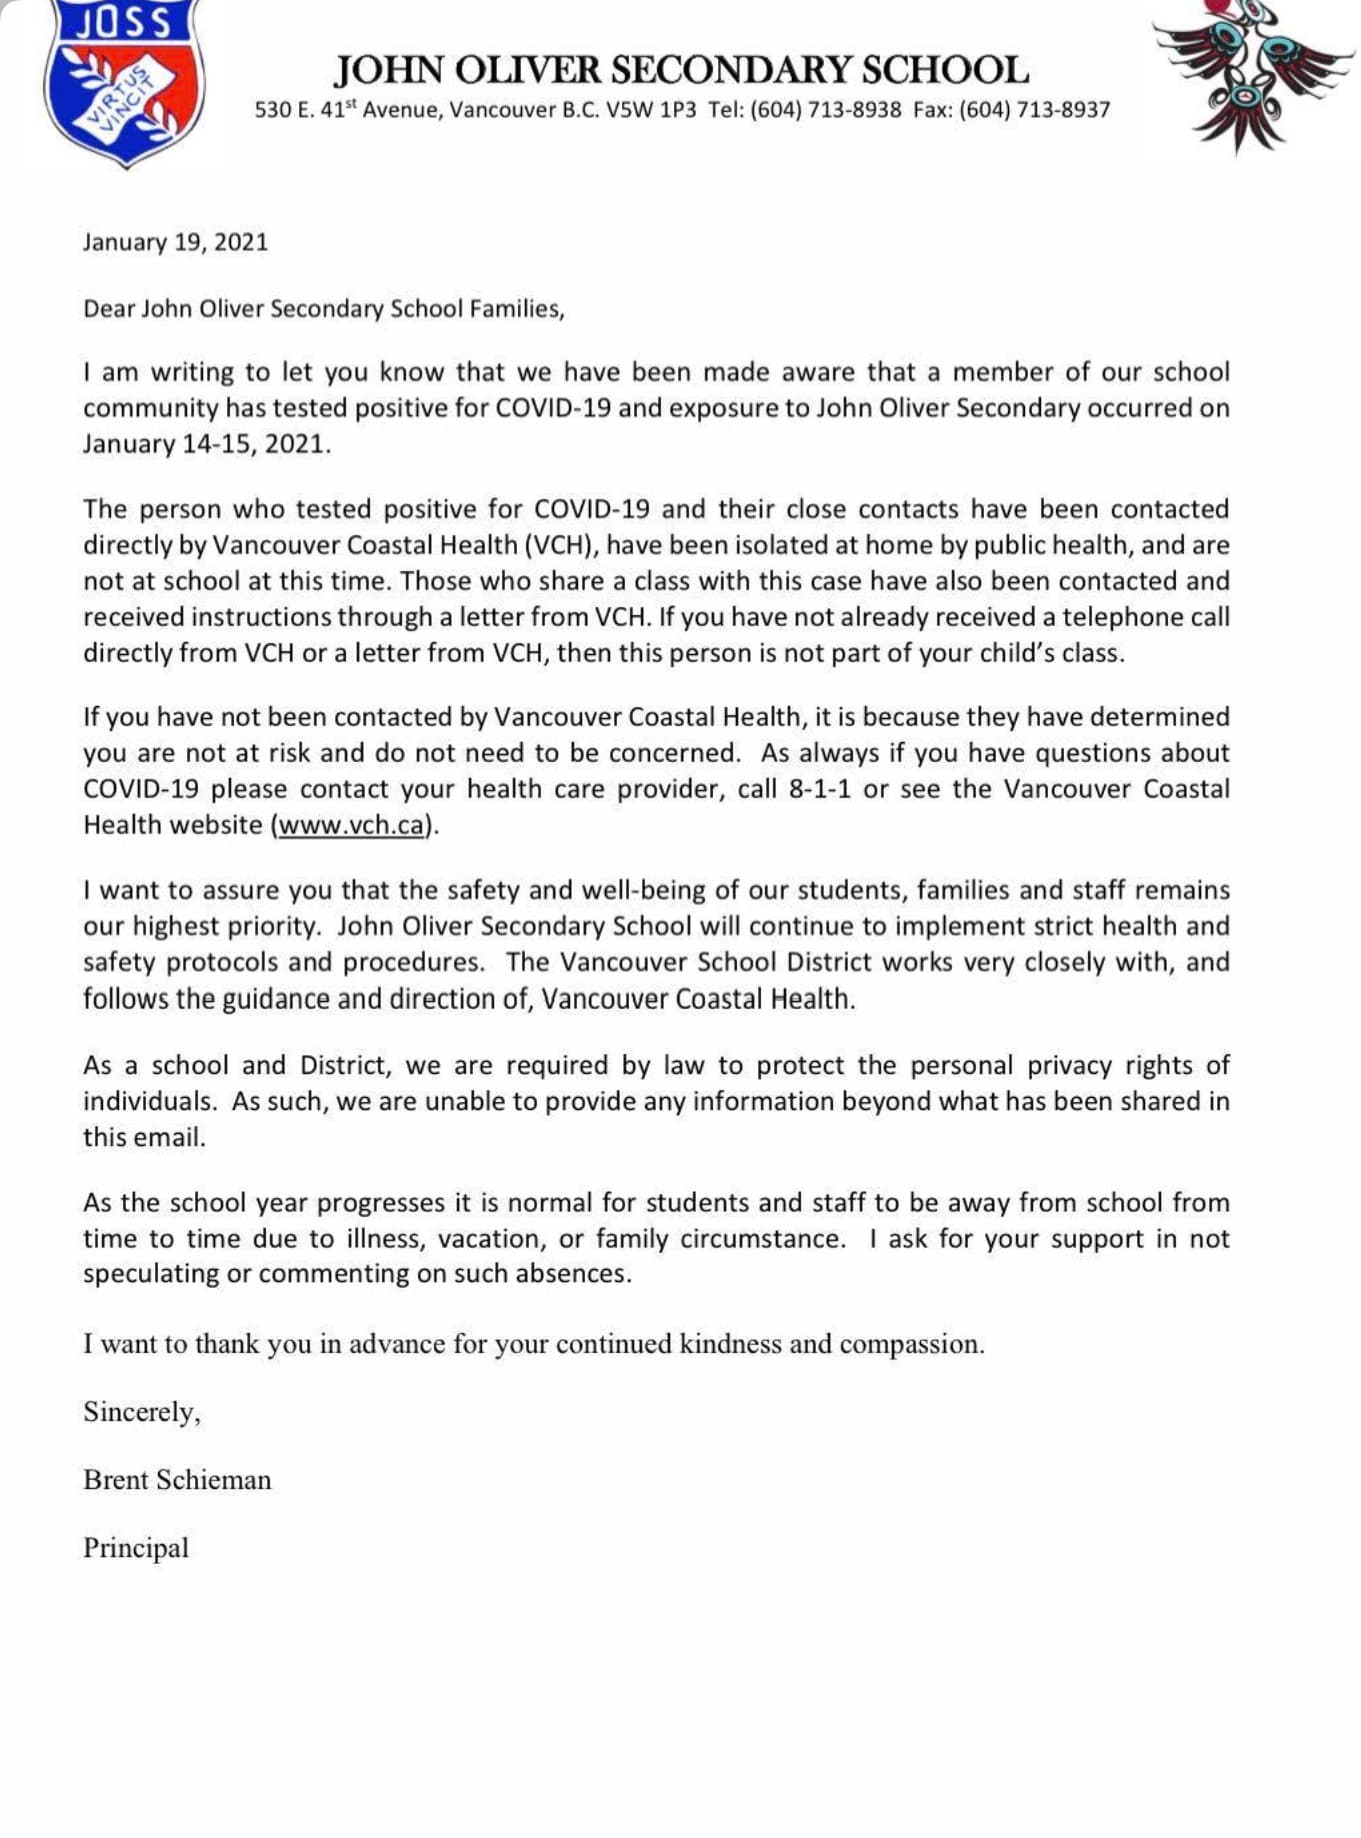 JOSS
VIRTUS
VINCIT
JOHN OLIVER SECONDARY SCHOOL
530 E. 41st Avenue, Vancouver B.C. V5W 1P3 Tel: (604) 713-8938 Fax: (604) 713-8937
January 19, 2021
Dear John Oliver Secondary School Families,
I am writing to let you know that we have been made aware that a member of our school
community has tested positive for COVID-19 and exposure to John Oliver Secondary occurred on
January 14-15, 2021.
The person who tested positive for COVID-19 and their close contacts have been contacted
directly by Vancouver Coastal Health (VCH), have been isolated at home by public health, and are
not at school at this time. Those who share a class with this case have also been contacted and
received instructions through a letter from VCH. If you have not already received a telephone call
directly from VCH or a letter from VCH, then this person is not part of your child's class.
If you have not been contacted by Vancouver Coastal Health, it is because they have determined
you are not at risk and do not need to be concerned. As always if you have questions about
COVID-19 please contact your health care provider, call 8-1-1 or see the Vancouver Coastal
Health website (www.vch.ca).
I want to assure you that the safety and well-being of our students, families and staff remains
our highest priority. John Oliver Secondary School will continue to implement strict health and
safety protocols and procedures. The Vancouver School District works very closely with, and
follows the guidance and direction of, Vancouver Coastal Health.
As a school and District, we are required by law to protect the personal privacy rights of
individuals. As such, we are unable to provide any information beyond what has been shared in
this email.
As the school year progresses it is normal for students and staff to be away from school from
time to time due to illness, vacation, or family circumstance. I ask for your support in not
speculating or commenting on such absences.
I want to thank you in advance for your continued kindness and compassion.
Sincerely,
Brent Schieman
Principal